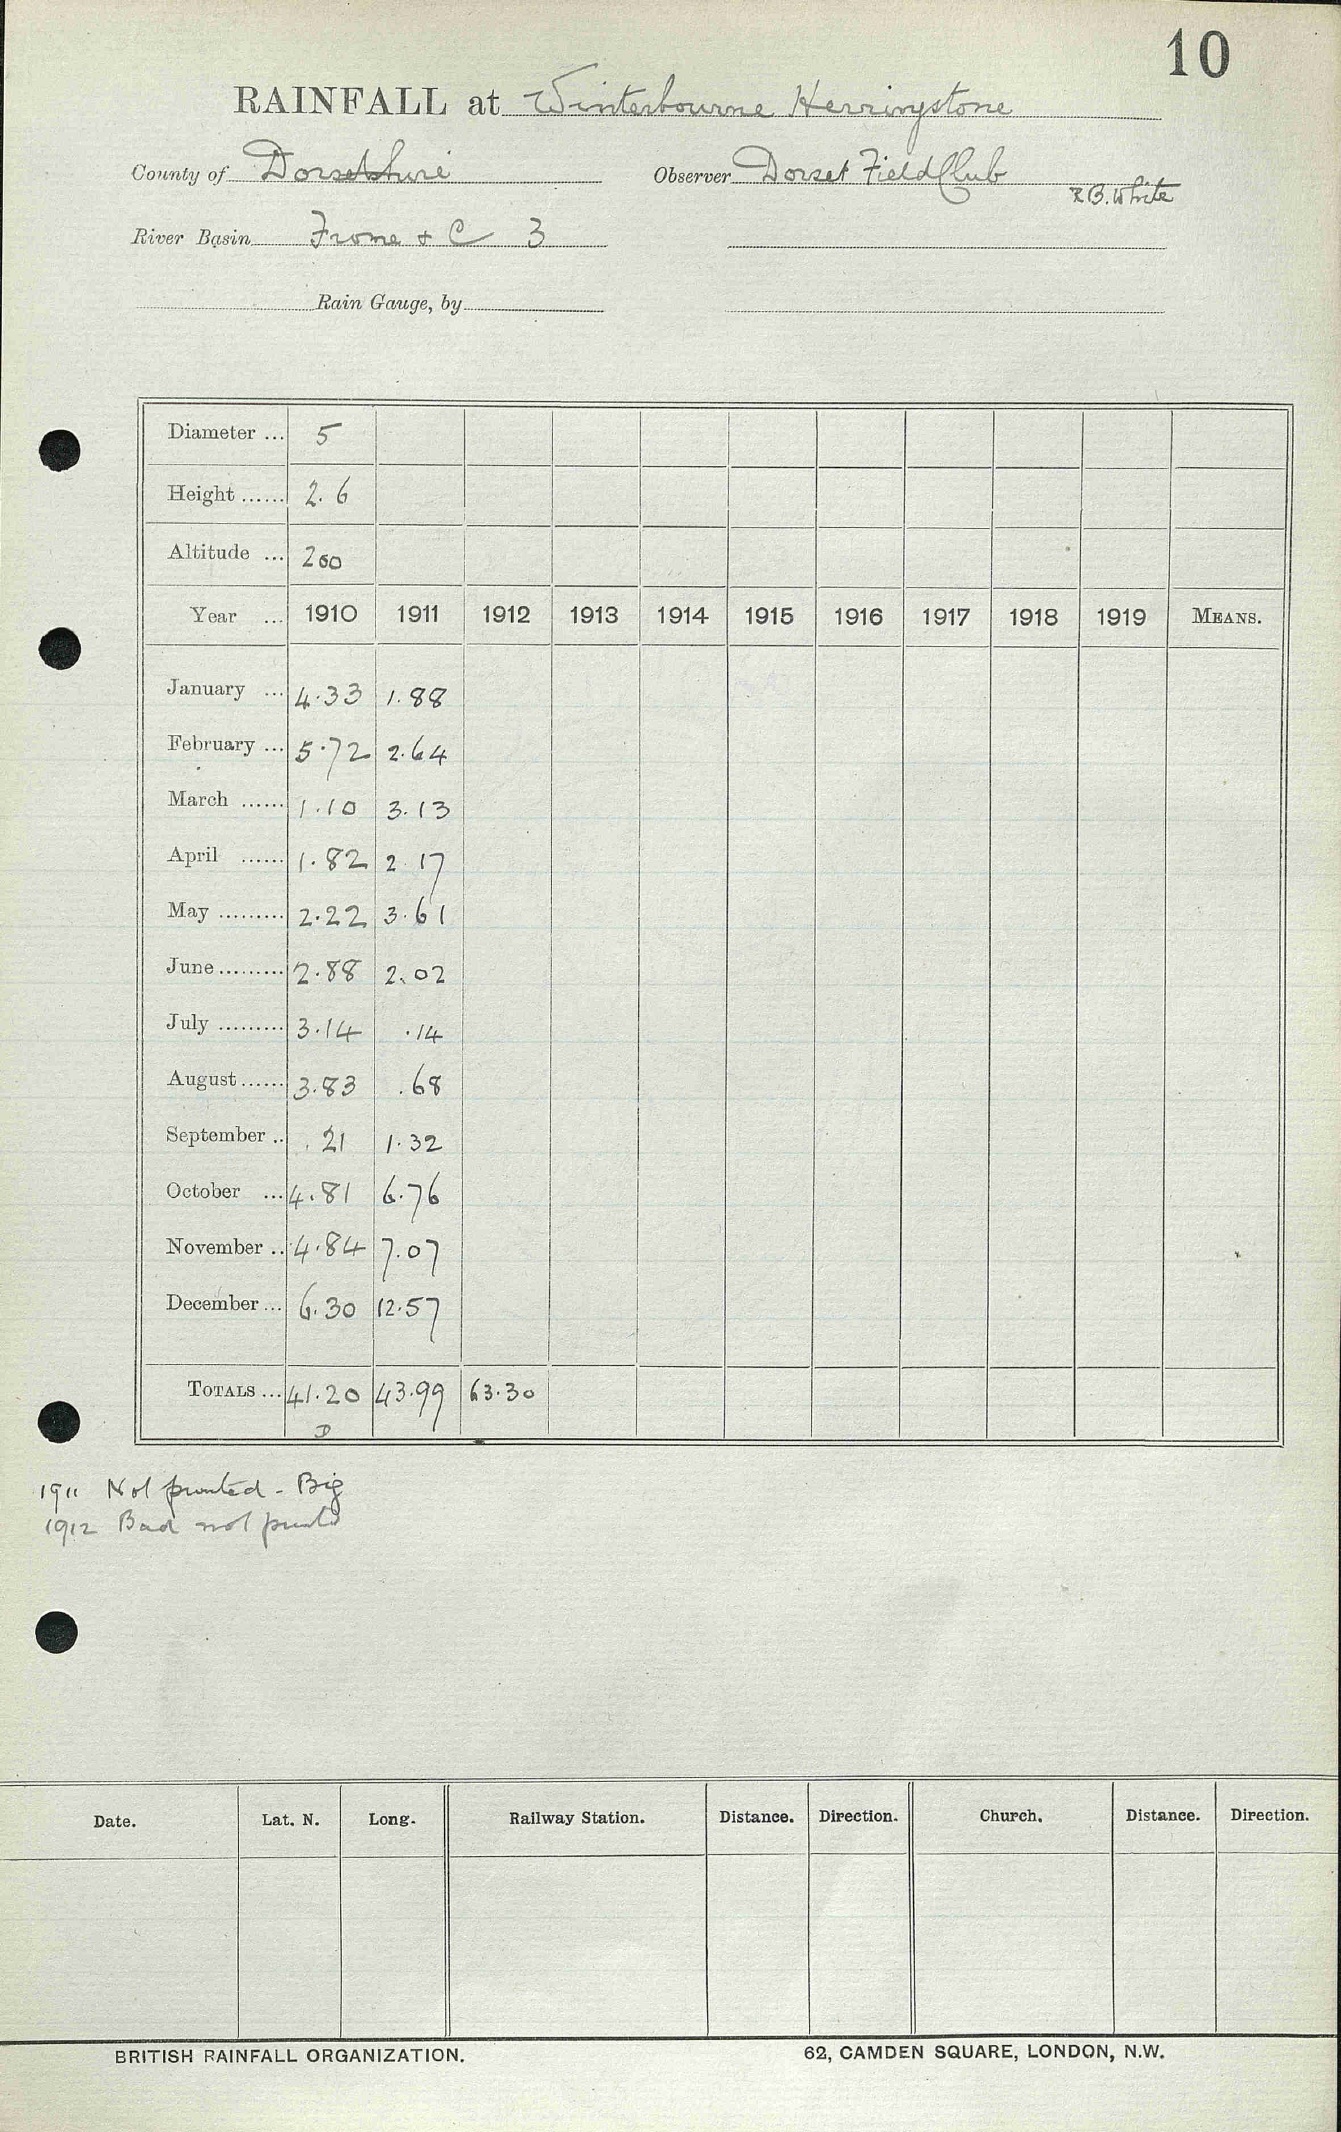 10
RAINFALL at Winterbourne Herringstone
County of Dorsetshire Observer Dorset Field Club
R B. White
River Basin Frome & C 3
Rain Gauge, by
Diameter ... 5
Height ...... 2. 6
Altitude ... 200
Year ... 1910 1911 1912 1913 1914 1915 1916 1917 1918 1919 MEANS.
January ... 4.33 1.88
February ... 5.72 2.64
March ...... 1.10 3.13
April ...... 1.82 2 17
May ......... 2.22 3.61
June ......... 2.88 2.02
July ......... 3.14 .14
August ...... 3.83 .68
September .. .21 1.32
October ... 4.81 6.76
November .. 4.84 7.07
December ... 6.30 12.57
TOTALS ... 41.20 43.99 63.30
D
1911 Not printed - Big
1912 Bad not printed
Date. Lat. N. Long. Railway Station. Distance. Direction. Church. Distance. Direction.
BRITISH RAINFALL ORGANIZATION. 62, CAMDEN SQUARE, LONDON, N.W.